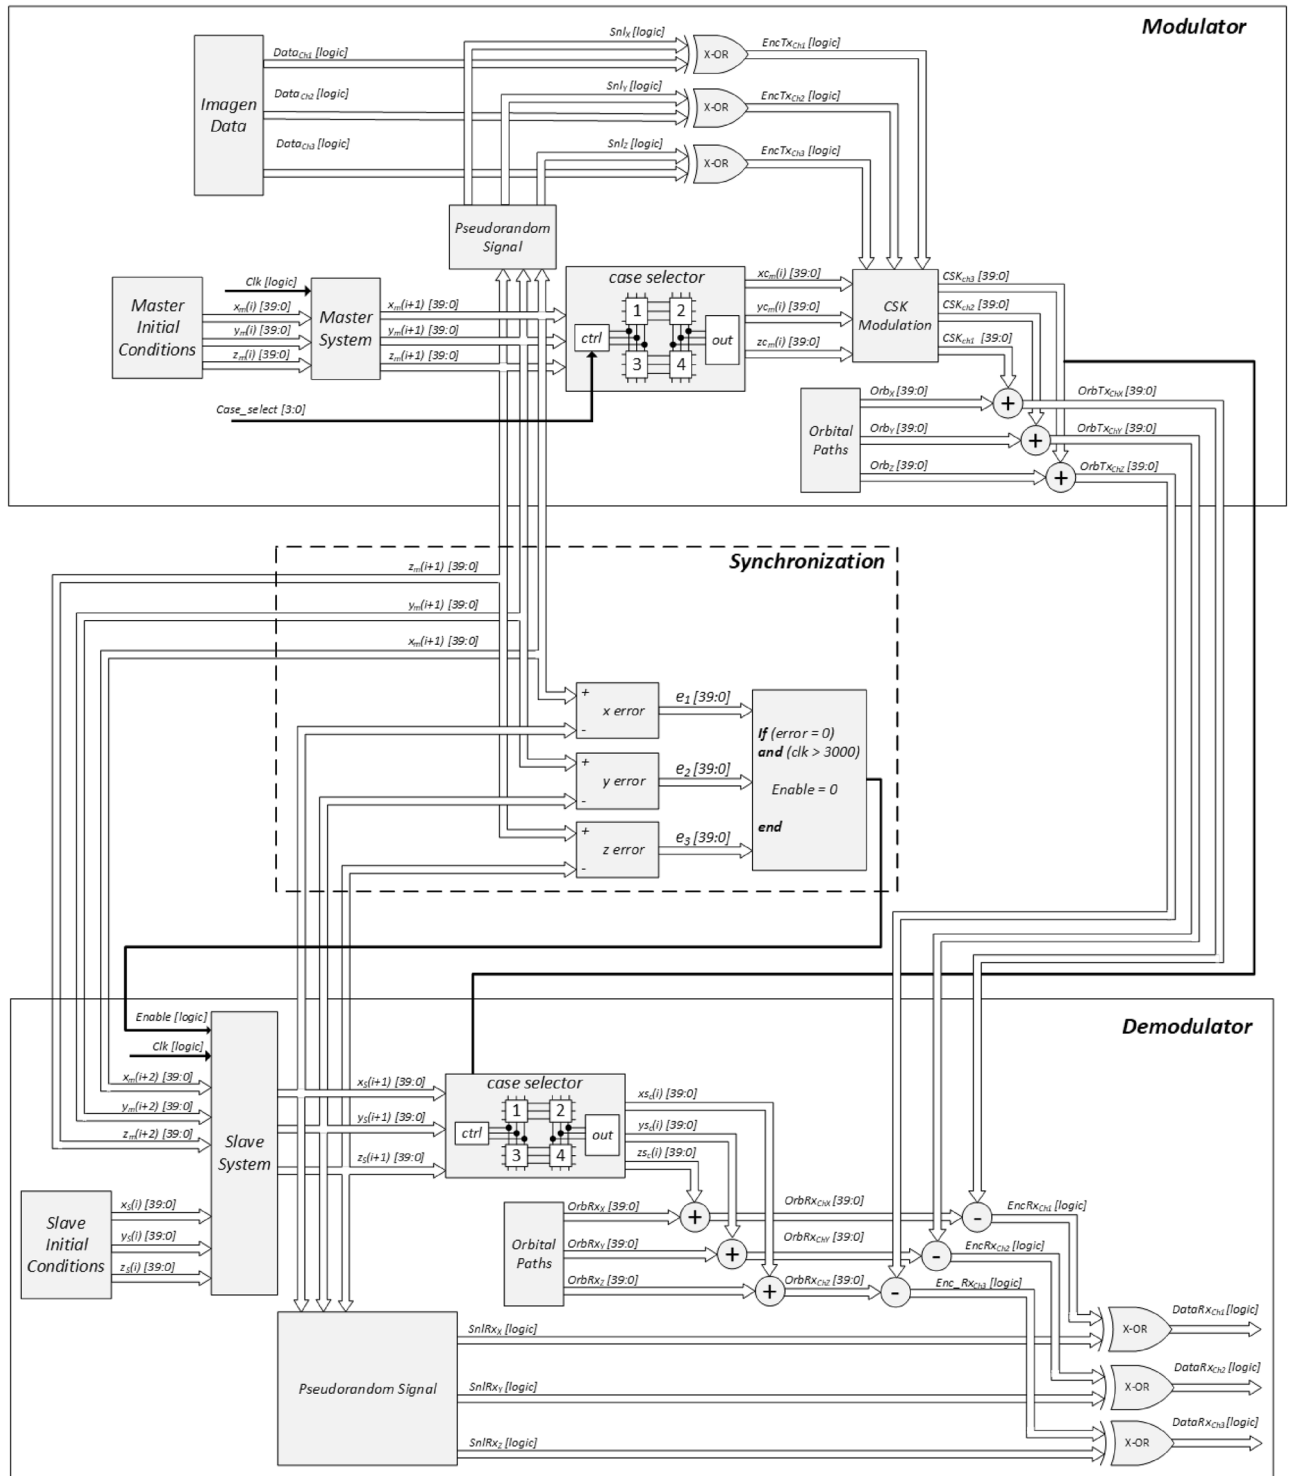 Modulator
Imagen
Data
Data_Ch1 [logic]
Data_Ch2 [logic]
Data_Ch3 [logic]
Snl_X [logic]
Snl_Y [logic]
Snl_Z [logic]
X-OR
X-OR
X-OR
EncTx_Ch1 [logic]
EncTx_Ch2 [logic]
EncTx_Ch3 [logic]
Pseudorandom
Signal
Master
Initial
Conditions
Clk [logic]
x_m(i) [39:0]
y_m(i) [39:0]
z_m(i) [39:0]
Master
System
x_m(i+1) [39:0]
y_m(i+1) [39:0]
z_m(i+1) [39:0]
Case_select [3:0]
case selector
ctrl
1
2
3
4
out
xc_m(i) [39:0]
yc_m(i) [39:0]
zc_m(i) [39:0]
CSK
Modulation
CSK_ch3 [39:0]
CSK_ch2 [39:0]
CSK_ch1 [39:0]
Orbital
Paths
Orb_X [39:0]
Orb_Y [39:0]
Orb_Z [39:0]
+
+
+
OrbTx_ChX [39:0]
OrbTx_ChY [39:0]
OrbTx_ChZ [39:0]
Synchronization
z_m(i+1) [39:0]
y_m(i+1) [39:0]
x_m(i+1) [39:0]
+
x error
-
+
y error
-
+
z error
-
e_1 [39:0]
e_2 [39:0]
e_3 [39:0]
If (error = 0)
and (clk > 3000)
Enable = 0
end
Demodulator
Enable [logic]
Clk [logic]
x_m(i+2) [39:0]
y_m(i+2) [39:0]
z_m(i+2) [39:0]
Slave
System
Slave
Initial
Conditions
x_S(i) [39:0]
y_S(i) [39:0]
z_S(i) [39:0]
x_S(i+1) [39:0]
y_S(i+1) [39:0]
z_S(i+1) [39:0]
case selector
ctrl
1
2
3
4
out
xs_c(i) [39:0]
ys_c(i) [39:0]
zs_c(i) [39:0]
Orbital
Paths
OrbRx_X [39:0]
OrbRx_Y [39:0]
OrbRx_Z [39:0]
+
+
+
OrbRx_ChX [39:0]
OrbRx_ChY [39:0]
OrbRx_ChZ [39:0]
-
-
-
EncRx_Ch1 [logic]
EncRx_Ch2 [logic]
Enc_Rx_Ch3 [logic]
Pseudorandom Signal
SnlRx_X [logic]
SnlRx_Y [logic]
SnlRx_Z [logic]
X-OR
X-OR
X-OR
DataRx_Ch1 [logic]
DataRx_Ch2 [logic]
DataRx_Ch3 [logic]